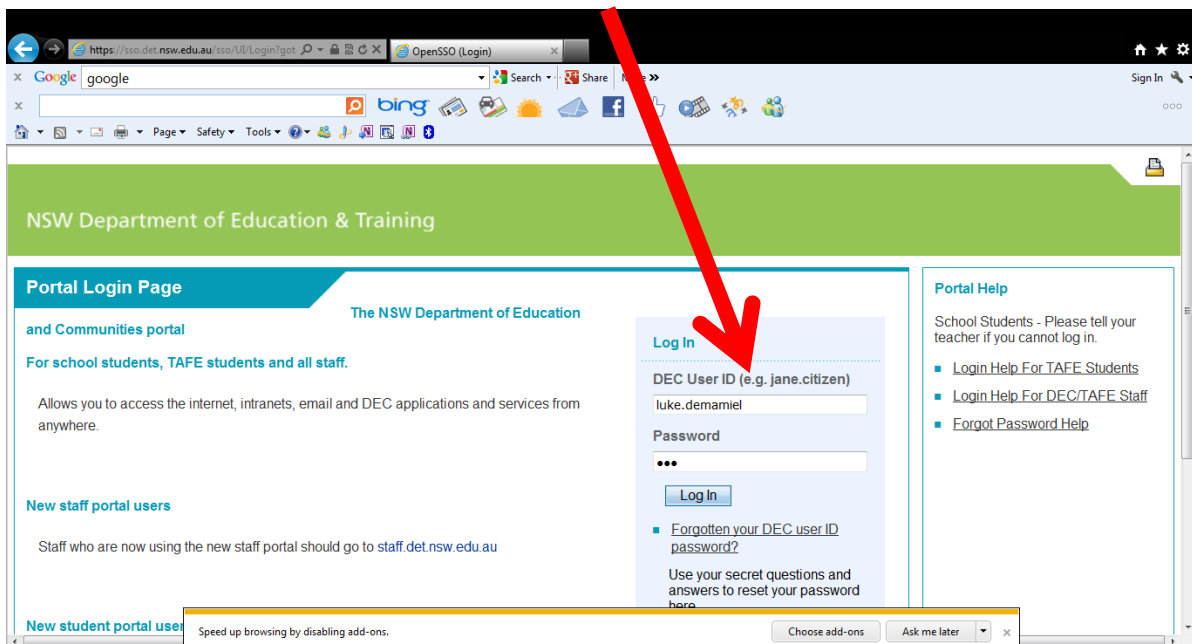 https://sso.det.nsw.edu.au/sso/UI/Login?got
OpenSSO (Login)
Google google Search Share Sign In
bing
Page Safety Tools
NSW Department of Education & Training
Portal Login Page
The NSW Department of Education
and Communities portal
For school students, TAFE students and all staff.
Allows you to access the internet, intranets, email and DEC applications and services from
anywhere.
New staff portal users
Staff who are now using the new staff portal should go to staff.det.nsw.edu.au
New student portal user
Log In
DEC User ID (e.g. jane.citizen)
luke.demamiel
Password
Log In
Forgotten your DEC user ID
password?
Use your secret questions and
answers to reset your password
here
Portal Help
School Students - Please tell your
teacher if you cannot log in.
Login Help For TAFE Students
Login Help For DEC/TAFE Staff
Forgot Password Help
Speed up browsing by disabling add-ons.
Choose add-ons
Ask me later